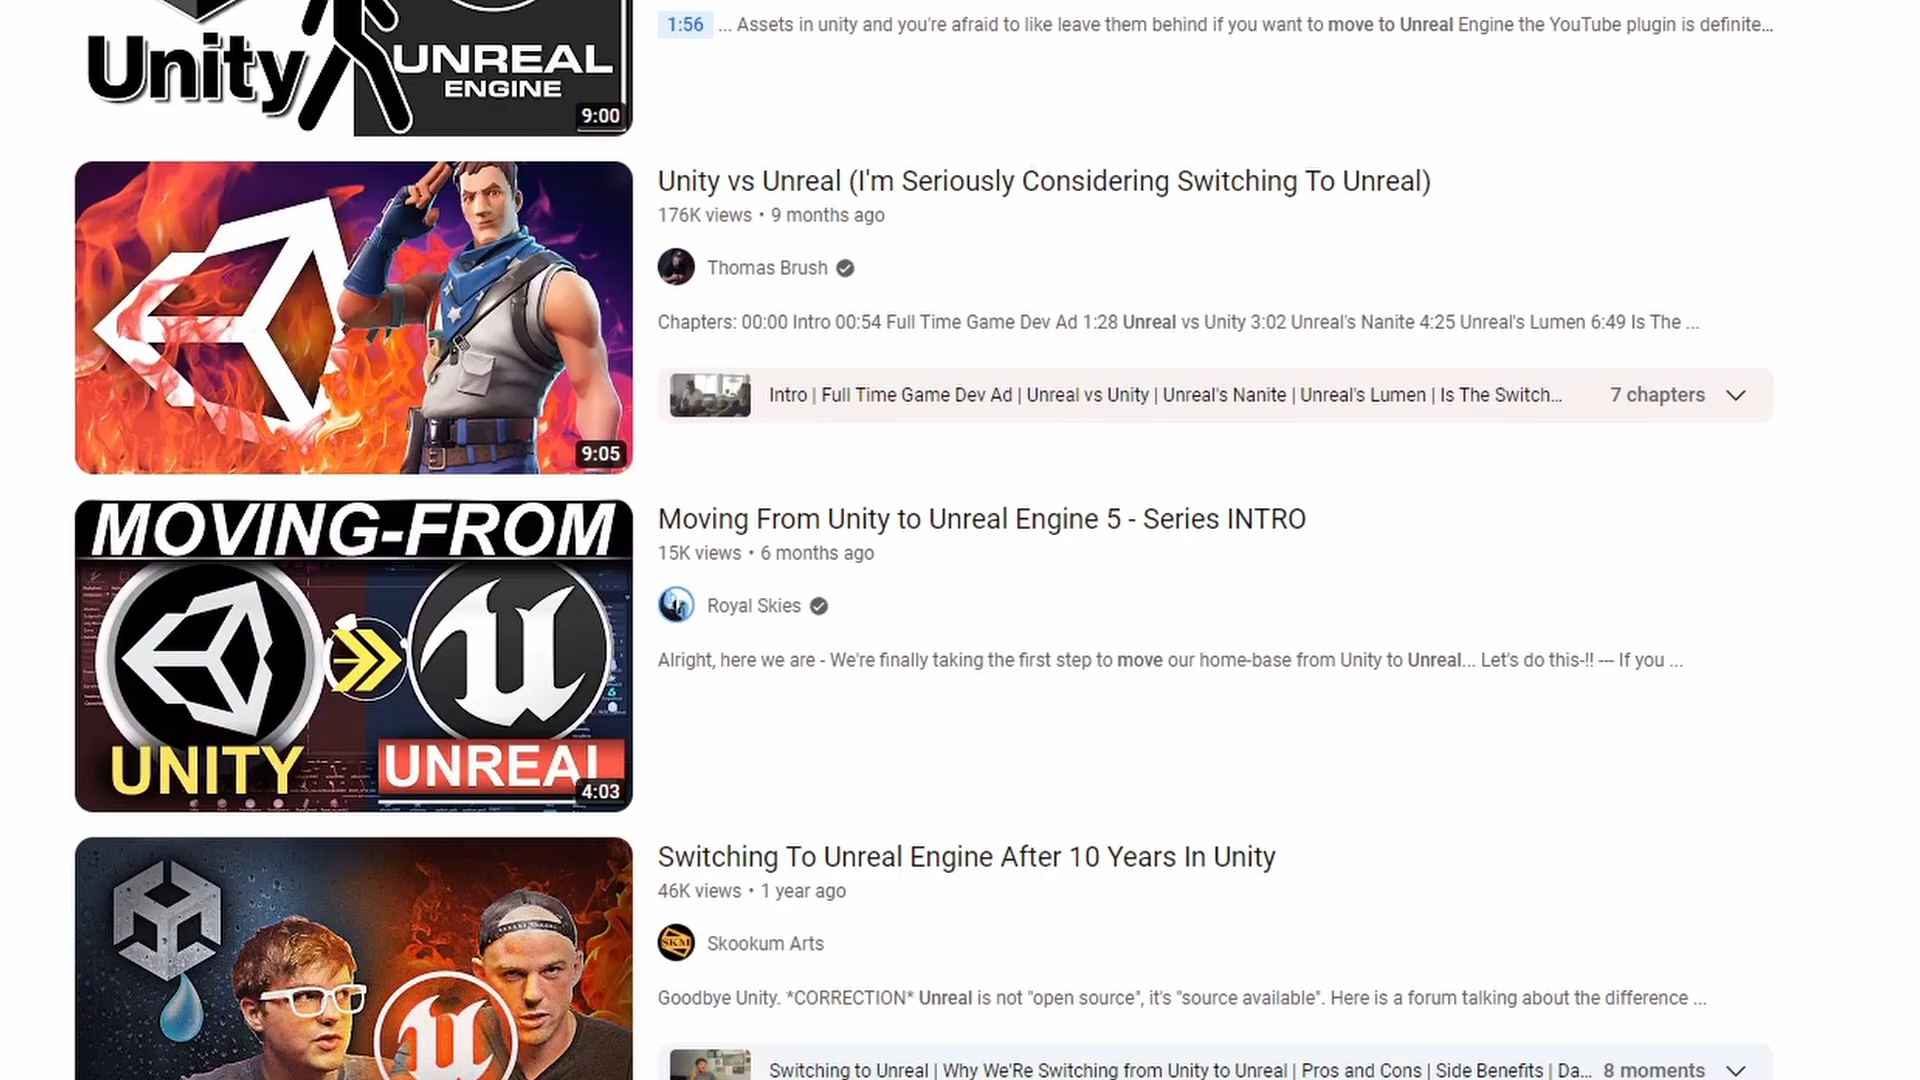 Unity
UNREAL
ENGINE
9:00
1:56 ... Assets in unity and you're afraid to like leave them behind if you want to move to Unreal Engine the YouTube plugin is definite...
9:05
Unity vs Unreal (I'm Seriously Considering Switching To Unreal)
176K views • 9 months ago
Thomas Brush
Chapters: 00:00 Intro 00:54 Full Time Game Dev Ad 1:28 Unreal vs Unity 3:02 Unreal's Nanite 4:25 Unreal's Lumen 6:49 Is The ...
Intro | Full Time Game Dev Ad | Unreal vs Unity | Unreal's Nanite | Unreal's Lumen | Is The Switch... 7 chapters
MOVING-FROM
UNITY
UNREAL
4:03
Moving From Unity to Unreal Engine 5 - Series INTRO
15K views • 6 months ago
Royal Skies
Alright, here we are - We're finally taking the first step to move our home-base from Unity to Unreal... Let's do this-!! --- If you ...
Switching To Unreal Engine After 10 Years In Unity
46K views • 1 year ago
SKM
Skookum Arts
Goodbye Unity. *CORRECTION* Unreal is not "open source", it's "source available". Here is a forum talking about the difference ...
Switching to Unreal | Why We'Re Switching from Unity to Unreal | Pros and Cons | Side Benefits | Da... 8 moments